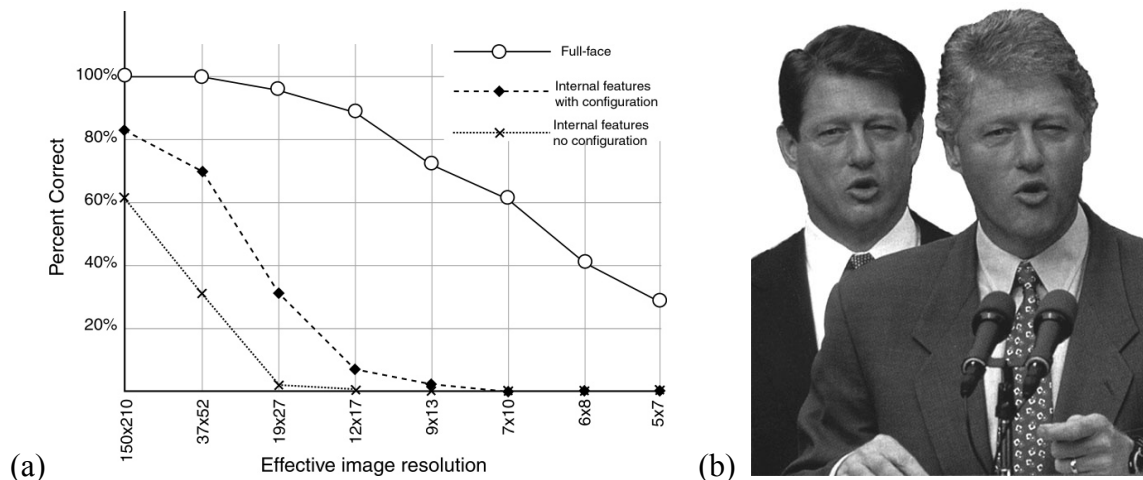 Full-face
Internal features
with configuration
Internal features
no configuration
100%
80%
60%
40%
20%
Percent Correct
150x210
37x52
19x27
12x17
9x13
7x10
6x8
5x7
Effective image resolution
(a)
(b)